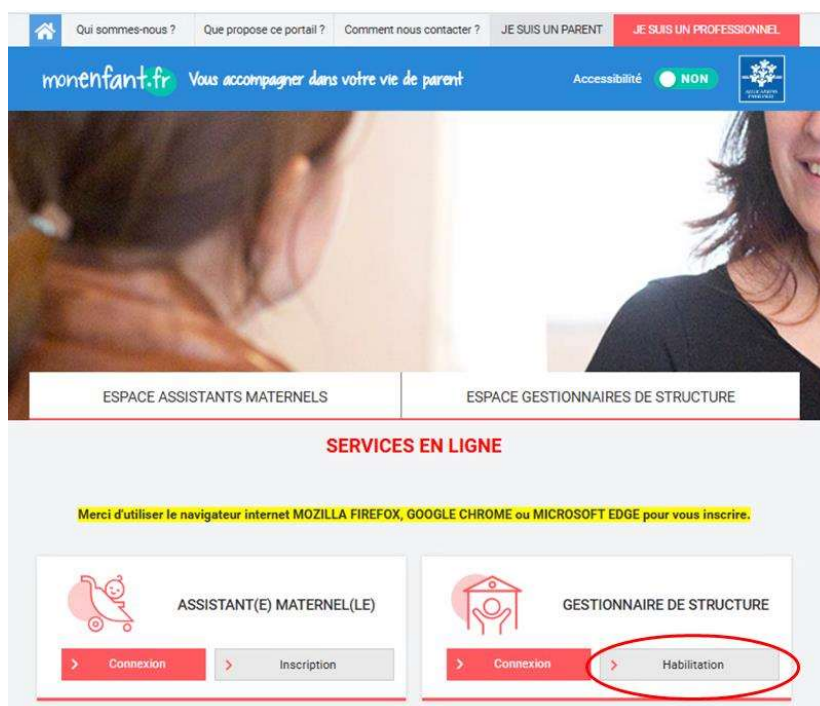 Qui sommes-nous ? Que propose ce portail ? Comment nous contacter ? JE SUIS UN PARENT JE SUIS UN PROFESSIONNEL
monenfant.fr Vous accompagner dans votre vie de parent Accessibilité NON
ESPACE ASSISTANTS MATERNELS ESPACE GESTIONNAIRES DE STRUCTURE
SERVICES EN LIGNE
Merci d'utiliser le navigateur internet MOZILLA FIREFOX, GOOGLE CHROME ou MICROSOFT EDGE pour vous inscrire.
ASSISTANT(E) MATERNEL(LE) GESTIONNAIRE DE STRUCTURE
Connexion Inscription Connexion Habilitation